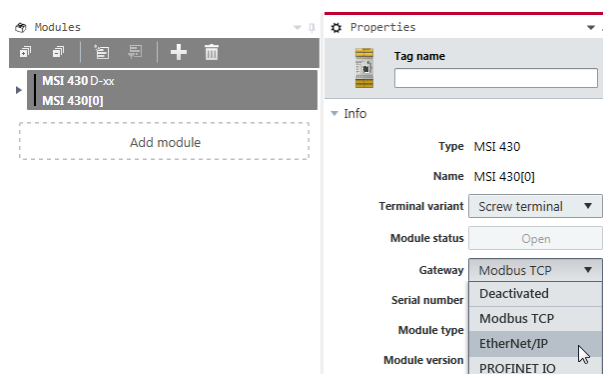 Modules
MSI 430 D-xx
MSI 430[0]
Add module
Properties
Tag name
Info
Type MSI 430
Name MSI 430[0]
Terminal variant Screw terminal
Module status Open
Gateway Modbus TCP
Deactivated
Serial number
Modbus TCP
Module type
EtherNet/IP
Module version
PROFINET IO